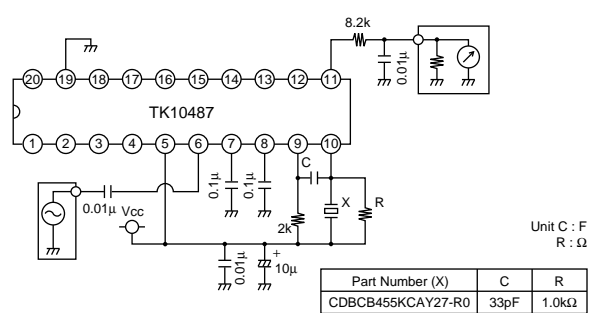 8.2k
0.01μ
20 19 18 17 16 15 14 13 12 11
TK10487
1 2 3 4 5 6 7 8 9 10
0.01μ
Vcc
0.1μ
0.1μ
C
2k
X
R
0.01μ
+
10μ
Unit C : F
R : Ω
Part Number (X) C R
CDBCB455KCAY27-R0 33pF 1.0kΩ